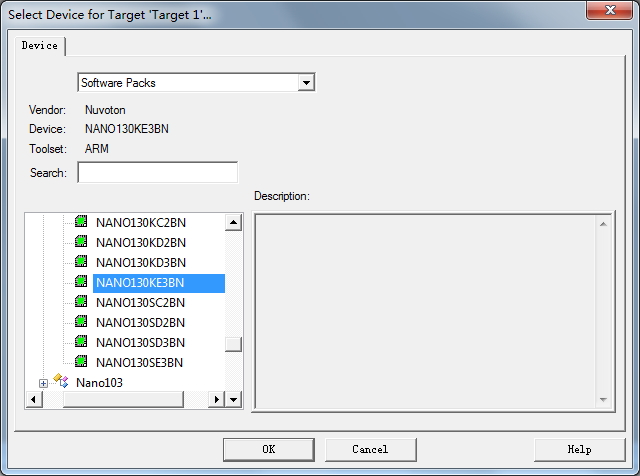 Select Device for Target 'Target 1'...
Device
Software Packs
Vendor: Nuvoton
Device: NANO130KE3BN
Toolset: ARM
Search:
Description:
NANO130KC2BN
NANO130KD2BN
NANO130KD3BN
NANO130KE3BN
NANO130SC2BN
NANO130SD2BN
NANO130SD3BN
NANO130SE3BN
Nano103
OK Cancel Help